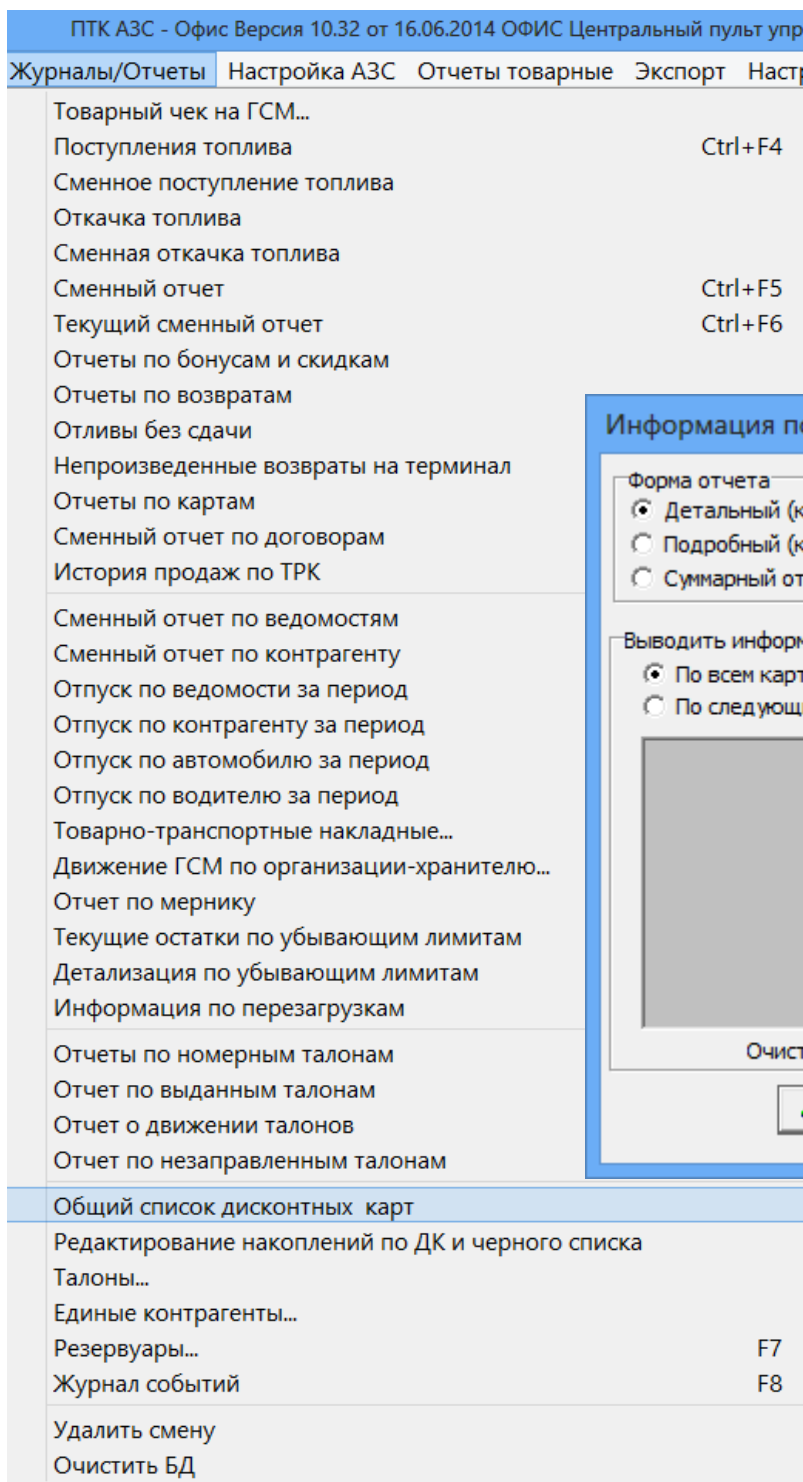 ПТК АЗС - Офис Версия 10.32 от 16.06.2014 ОФИС Центральный пульт упр
Журналы/Отчеты Настройка АЗС Отчеты товарные Экспорт Наст
Товарный чек на ГСМ...
Поступления топлива Ctrl+F4
Сменное поступление топлива
Откачка топлива
Сменная откачка топлива
Сменный отчет Ctrl+F5
Текущий сменный отчет Ctrl+F6
Отчеты по бонусам и скидкам
Отчеты по возвратам
Отливы без сдачи
Непроизведенные возвраты на терминал
Отчеты по картам
Сменный отчет по договорам
История продаж по ТРК
Сменный отчет по ведомостям
Сменный отчет по контрагенту
Отпуск по ведомости за период
Отпуск по контрагенту за период
Отпуск по автомобилю за период
Отпуск по водителю за период
Товарно-транспортные накладные...
Движение ГСМ по организации-хранителю...
Отчет по мернику
Текущие остатки по убывающим лимитам
Детализация по убывающим лимитам
Информация по перезагрузкам
Отчеты по номерным талонам
Отчет по выданным талонам
Отчет о движении талонов
Отчет по незаправленным талонам
Общий список дисконтных карт
Редактирование накоплений по ДК и черного списка
Талоны...
Единые контрагенты...
Резервуары... F7
Журнал событий F8
Удалить смену
Очистить БД
Информация по
Форма отчета
Детальный (к
Подробный (к
Суммарный от
Выводить информ
По всем карт
По следующи
Очист